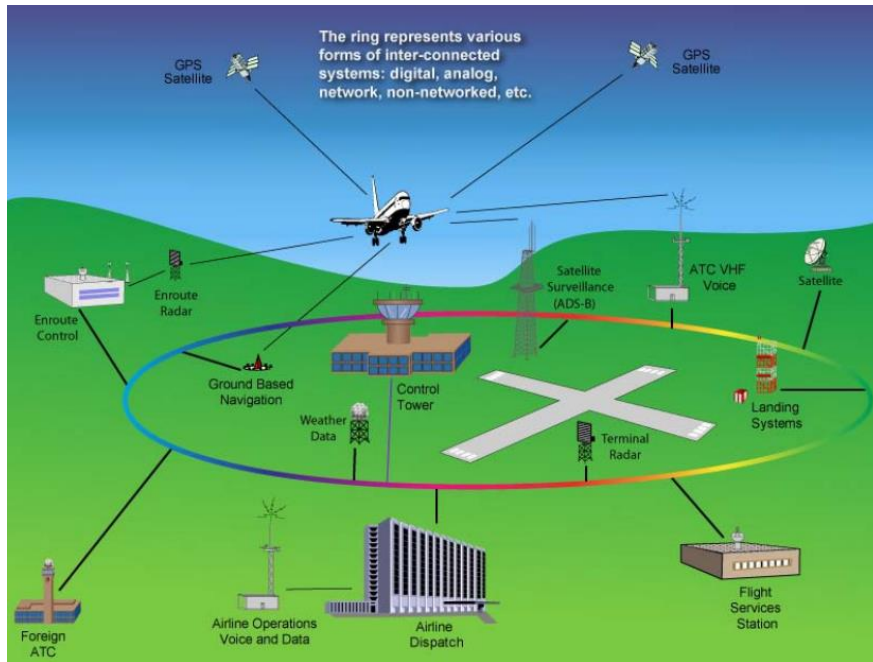 The ring represents various
forms of inter-connected
systems: digital, analog,
network, non-networked, etc.
GPS
Satellite
GPS
Satellite
Enroute
Control
Enroute
Radar
Ground Based
Navigation
Control
Tower
Satellite
Surveillance
(ADS-B)
ATC VHF
Voice
Satellite
Landing
Systems
Weather
Data
Terminal
Radar
Foreign
ATC
Airline Operations
Voice and Data
Airline
Dispatch
Flight
Services
Station